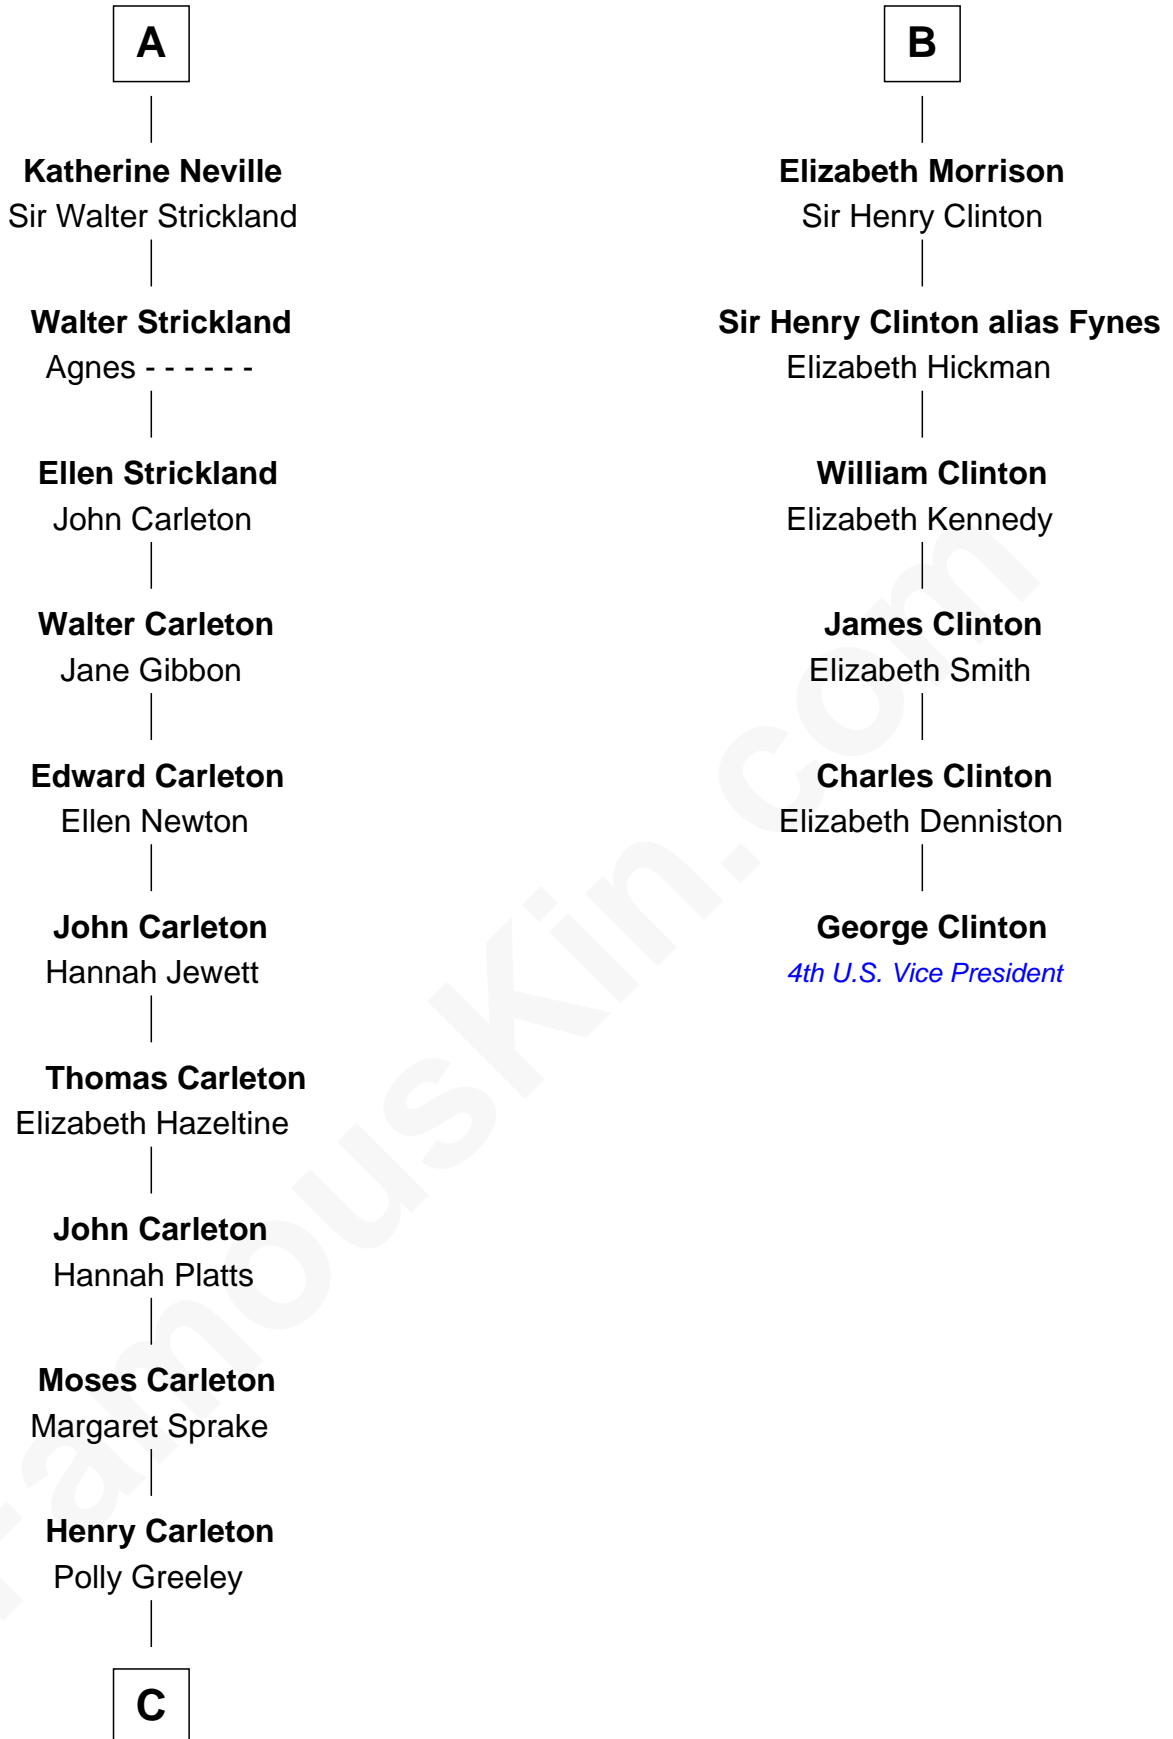 A
Katherine Neville
Sir Walter Strickland
Walter Strickland
Agnes - - - - - -
Ellen Strickland
John Carleton
Walter Carleton
Jane Gibbon
Edward Carleton
Ellen Newton
John Carleton
Hannah Jewett
Thomas Carleton
Elizabeth Hazeltine
John Carleton
Hannah Platts
Moses Carleton
Margaret Sprake
Henry Carleton
Polly Greeley
C
B
Elizabeth Morrison
Sir Henry Clinton
Sir Henry Clinton alias Fynes
Elizabeth Hickman
William Clinton
Elizabeth Kennedy
James Clinton
Elizabeth Smith
Charles Clinton
Elizabeth Denniston
George Clinton
4th U.S. Vice President
FamousKin.com